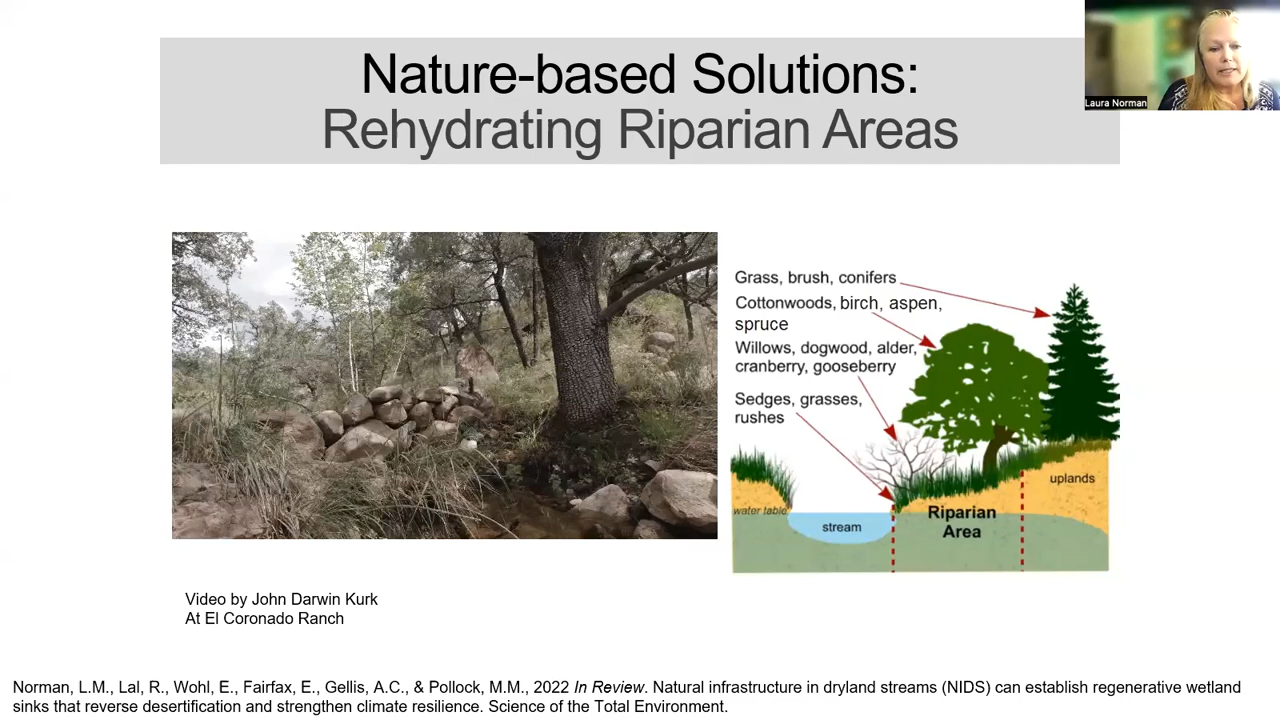 Nature-based Solutions:
Rehydrating Riparian Areas
Laura Norman
Grass, brush, conifers
Cottonwoods, birch, aspen,
spruce
Willows, dogwood, alder,
cranberry, gooseberry
Sedges, grasses,
rushes
uplands
water table
stream
Riparian
Area
Video by John Darwin Kurk
At El Coronado Ranch
Norman, L.M., Lal, R., Wohl, E., Fairfax, E., Gellis, A.C., & Pollock, M.M., 2022 In Review. Natural infrastructure in dryland streams (NIDS) can establish regenerative wetland
sinks that reverse desertification and strengthen climate resilience. Science of the Total Environment.